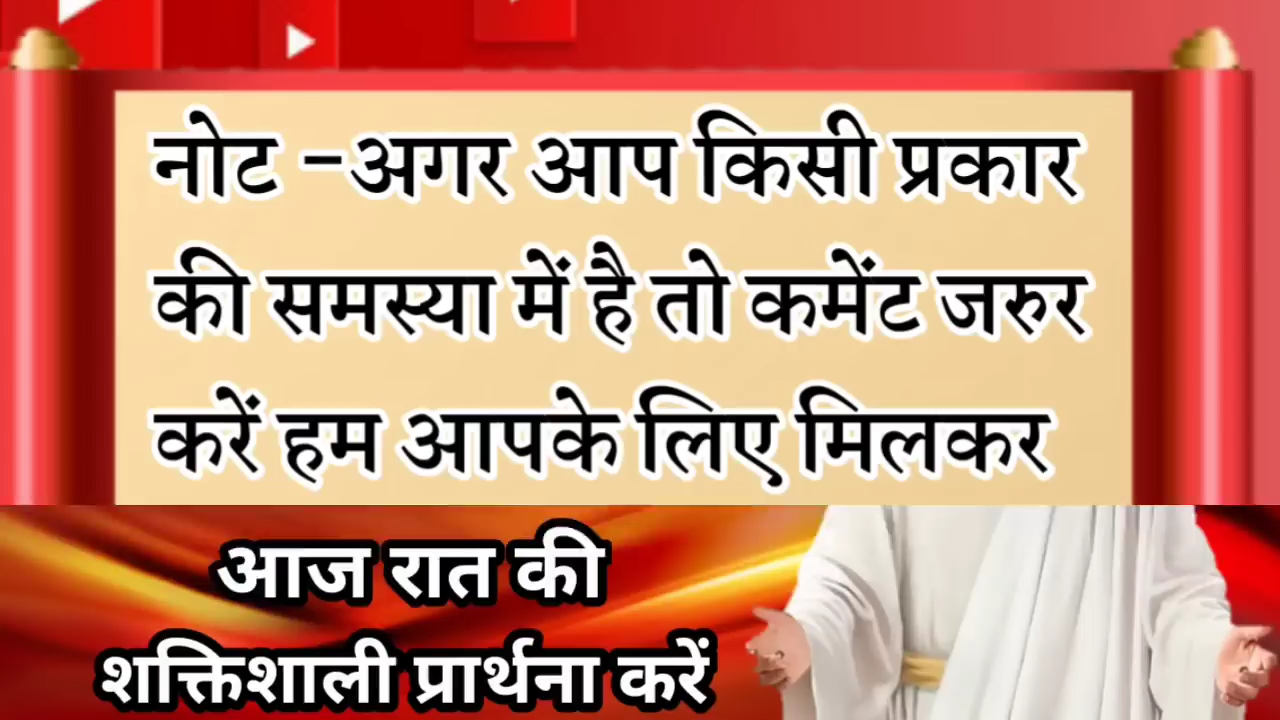 नोट -अगर आप किसी प्रकार
की समस्या में है तो कमेंट जरुर
करें हम आपके लिए मिलकर
आज रात की
शक्तिशाली प्रार्थना करें